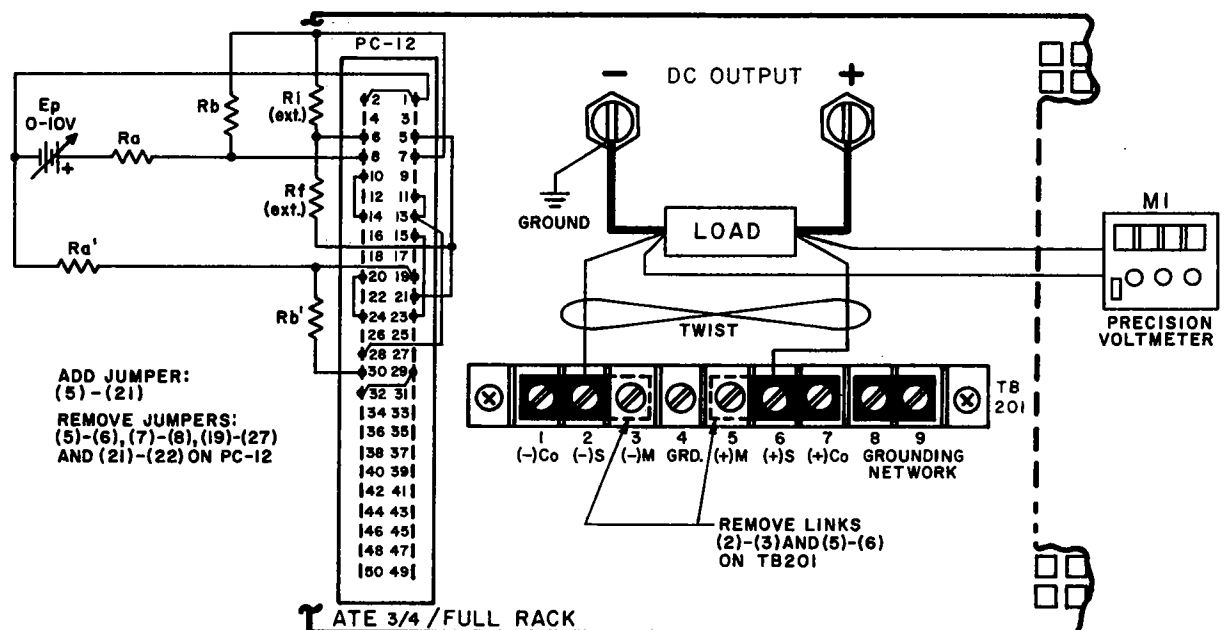 PC-12
Ep
0-10V
Ra
Rb
Ri
(ext.)
Rf
(ext.)
Ra'
Rb'
2 1
4 3
6 5
8 7
10 9
12 11
14 13
16 15
18 17
20 19
22 21
24 23
26 25
28 27
30 29
32 31
34 33
36 35
38 37
40 39
42 41
44 43
46 45
48 47
50 49
ADD JUMPER:
(5)-(21)
REMOVE JUMPERS:
(5)-(6),(7)-(8),(19)-(27)
AND (21)-(22) ON PC-12
- DC OUTPUT +
GROUND
LOAD
TWIST
M1
PRECISION
VOLTMETER
TB
201
1 2 3 4 5 6 7 8 9
(-)Co (-)S (-)M GRD. (+)M (+)S (+)Co GROUNDING
NETWORK
REMOVE LINKS
(2)-(3) AND (5)-(6)
ON TB201
ATE 3/4 / FULL RACK